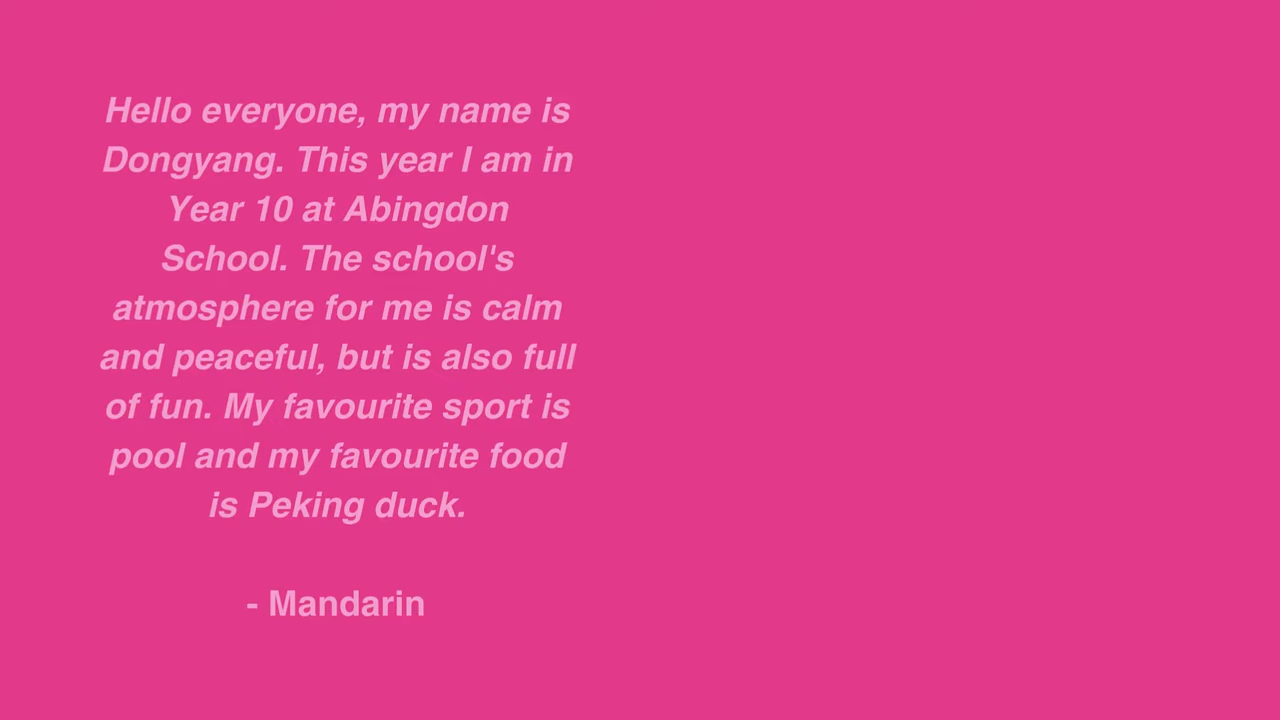 Hello everyone, my name is
Dongyang. This year I am in
Year 10 at Abingdon
School. The school's
atmosphere for me is calm
and peaceful, but is also full
of fun. My favourite sport is
pool and my favourite food
is Peking duck.
- Mandarin